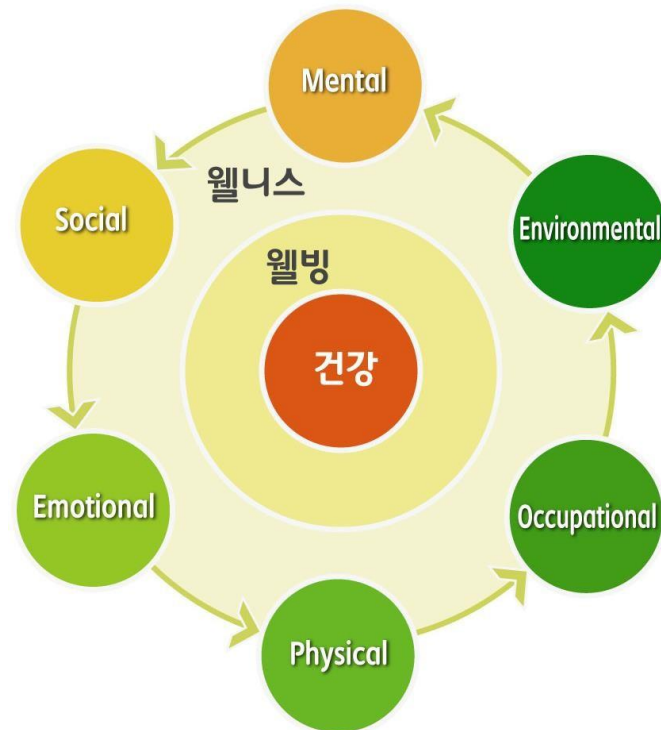 Mental
웰니스
Social
Environmental
웰빙
건강
Emotional
Occupational
Physical